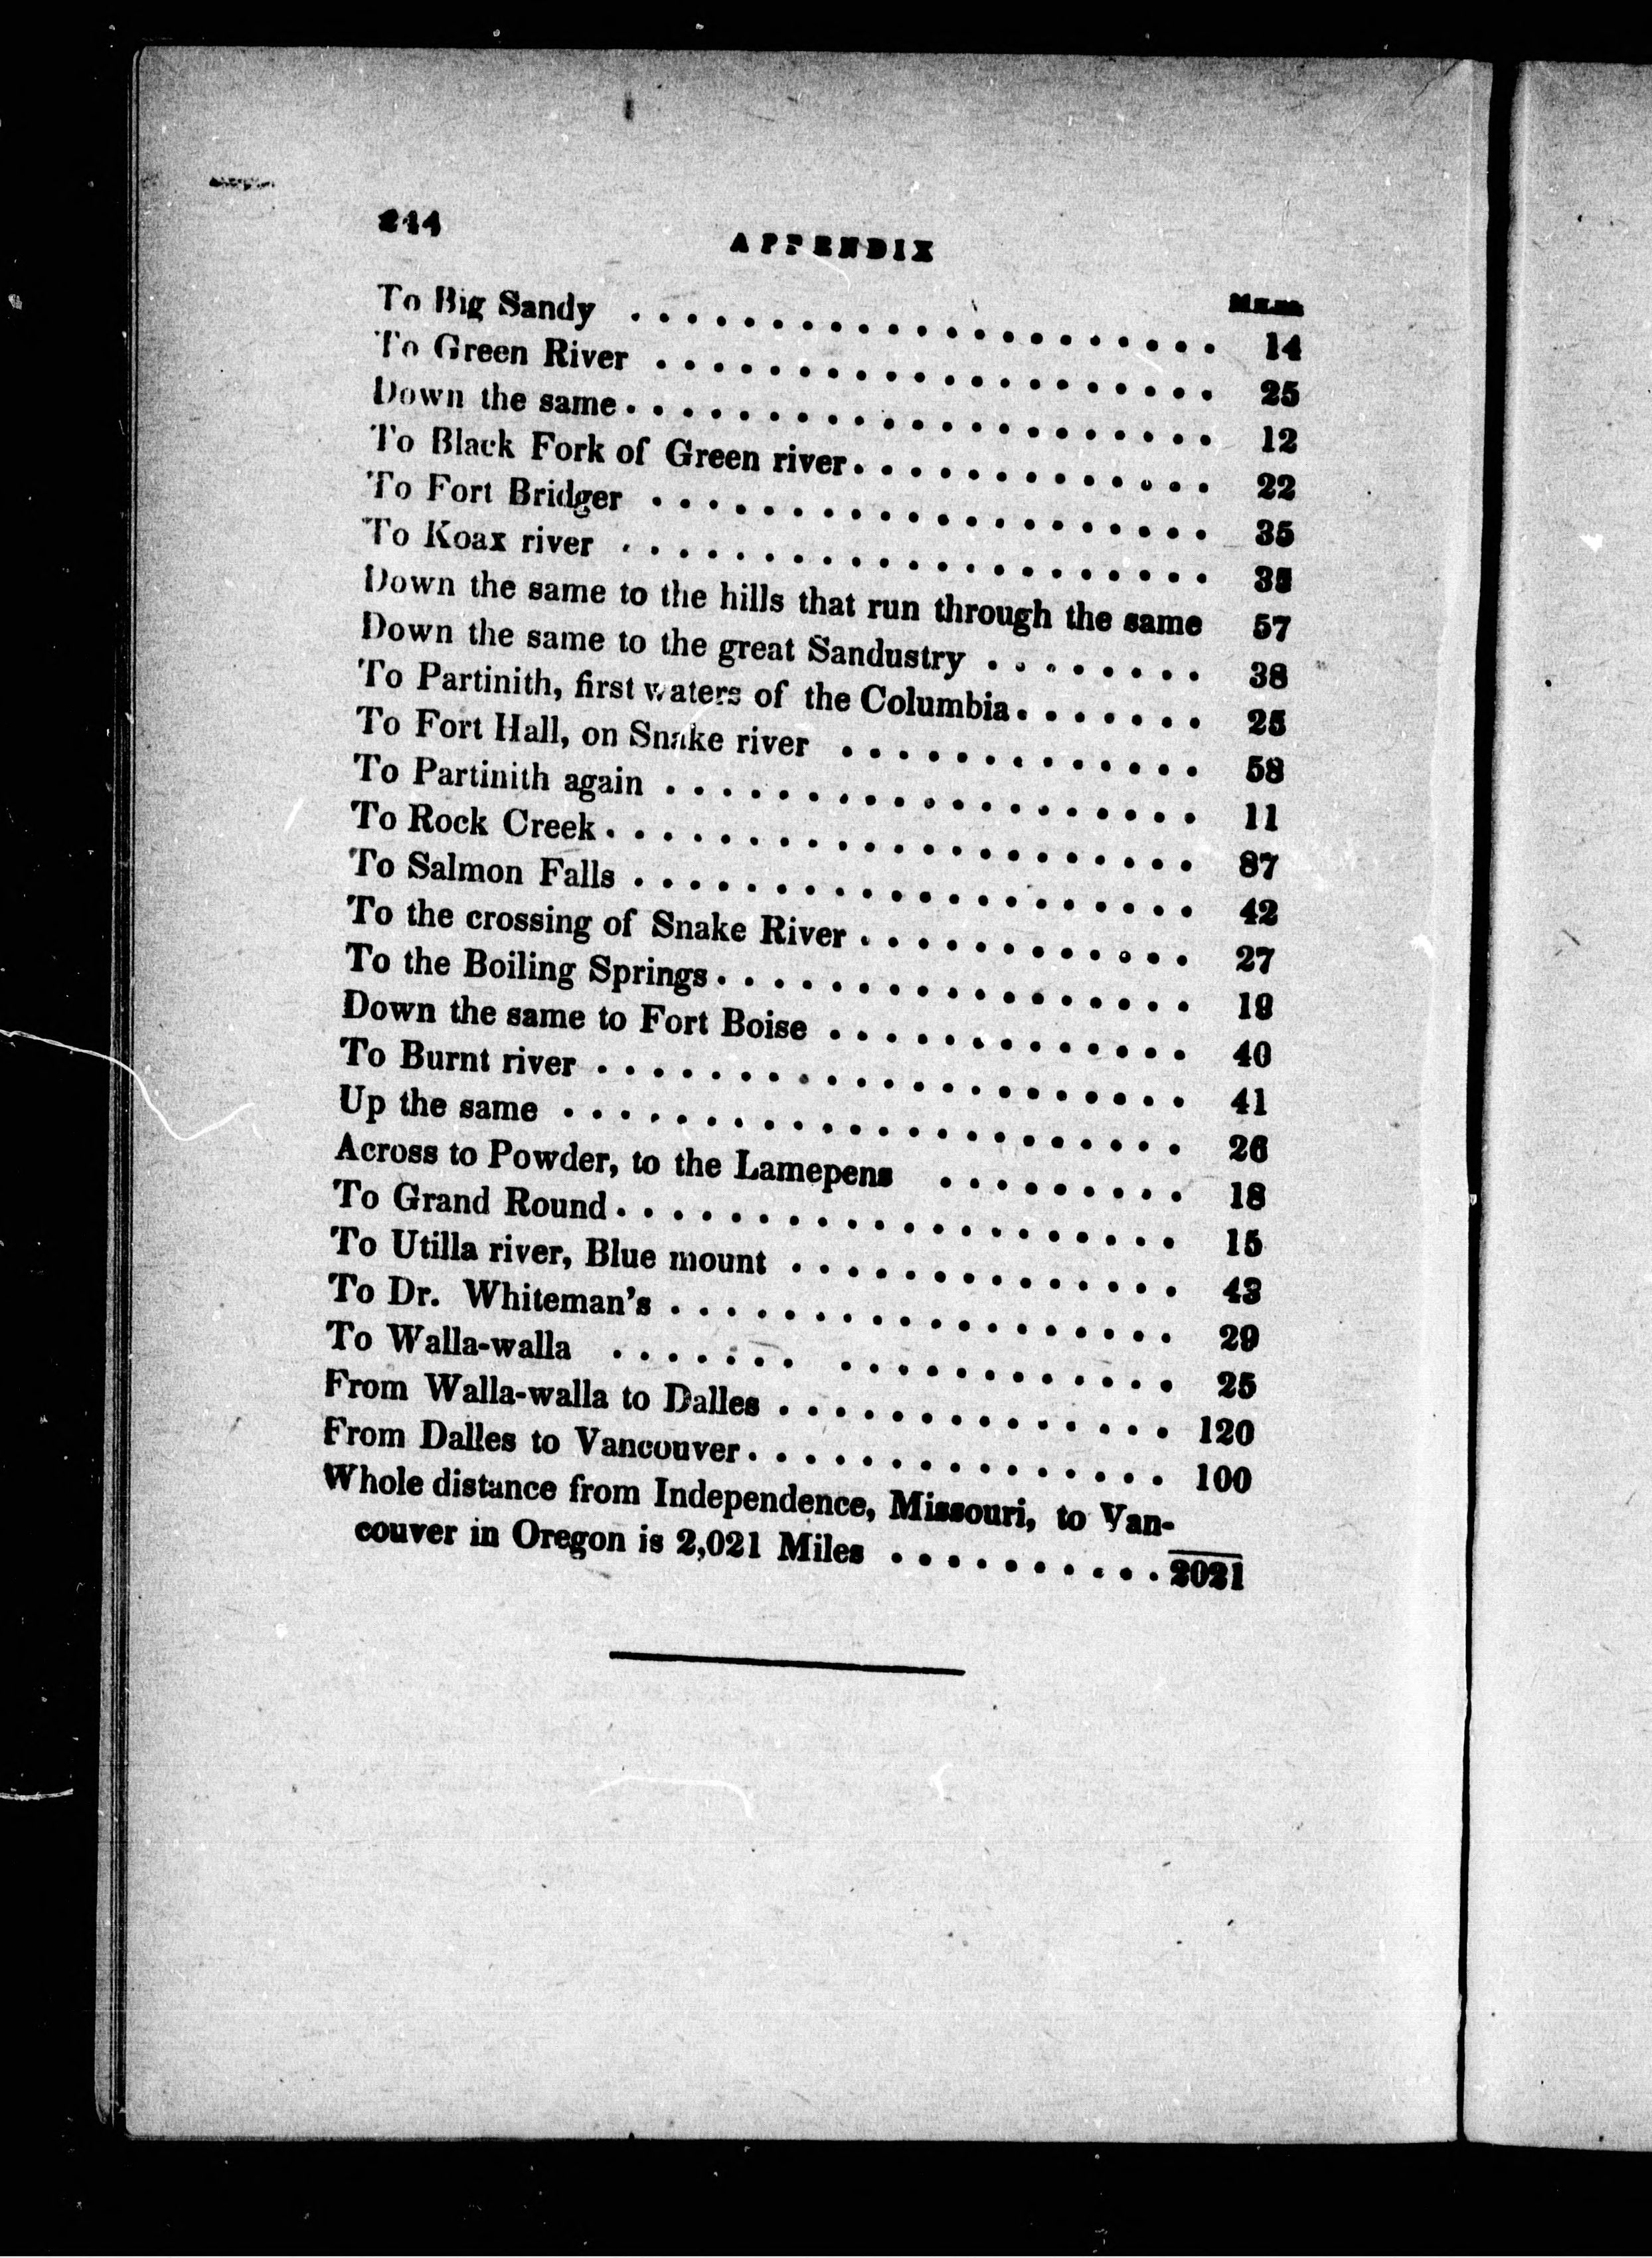 244
APPENDIX
MILES
To Big Sandy . . . . . . . . . . . . . . . . . . . . . 14
To Green River . . . . . . . . . . . . . . . . . . . . 25
Down the same . . . . . . . . . . . . . . . . . . . . . 12
To Black Fork of Green river . . . . . . . . . . . . . 22
To Fort Bridger . . . . . . . . . . . . . . . . . . . . 35
To Koax river . . . . . . . . . . . . . . . . . . . . .
Down the same to the hills that run through the same 57
Down the same to the great Sandustry . . . . . . . . 38
To Partinith, first waters of the Columbia . . . . . . . 25
To Fort Hall, on Snake river . . . . . . . . . . . . . 58
To Partinith again . . . . . . . . . . . . . . . . . . . 11
To Rock Creek . . . . . . . . . . . . . . . . . . . . . 87
To Salmon Falls . . . . . . . . . . . . . . . . . . . . 42
To the crossing of Snake River . . . . . . . . . . . . 27
To the Boiling Springs . . . . . . . . . . . . . . . . . 19
Down the same to Fort Boise . . . . . . . . . . . . . 40
To Burnt river . . . . . . . . . . . . . . . . . . . . . 41
Up the same . . . . . . . . . . . . . . . . . . . . . . 26
Across to Powder, to the Lamepens . . . . . . . . . 18
To Grand Round . . . . . . . . . . . . . . . . . . . . 15
To Utilla river, Blue mount . . . . . . . . . . . . . . 43
To Dr. Whiteman's . . . . . . . . . . . . . . . . . . 29
To Walla-walla . . . . . . . . . . . . . . . . . . . 25
From Walla-walla to Dalles . . . . . . . . . . . . . . 120
From Dalles to Vancouver . . . . . . . . . . . . . . . 100
Whole distance from Independence, Missouri, to Van-
couver in Oregon is 2,021 Miles . . . . . . . . . . 2021